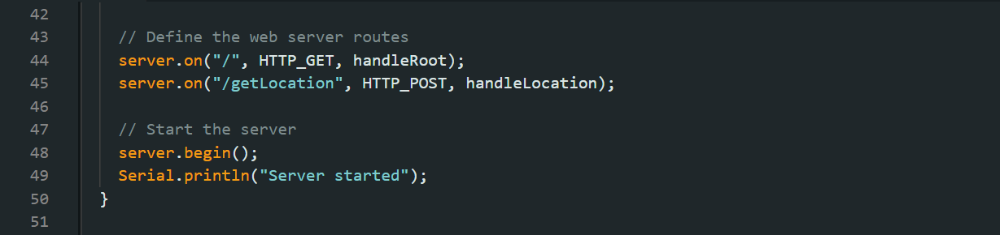 42
43 // Define the web server routes
44 server.on("/", HTTP_GET, handleRoot);
45 server.on("/getLocation", HTTP_POST, handleLocation);
46
47 // Start the server
48 server.begin();
49 Serial.println("Server started");
50 }
51